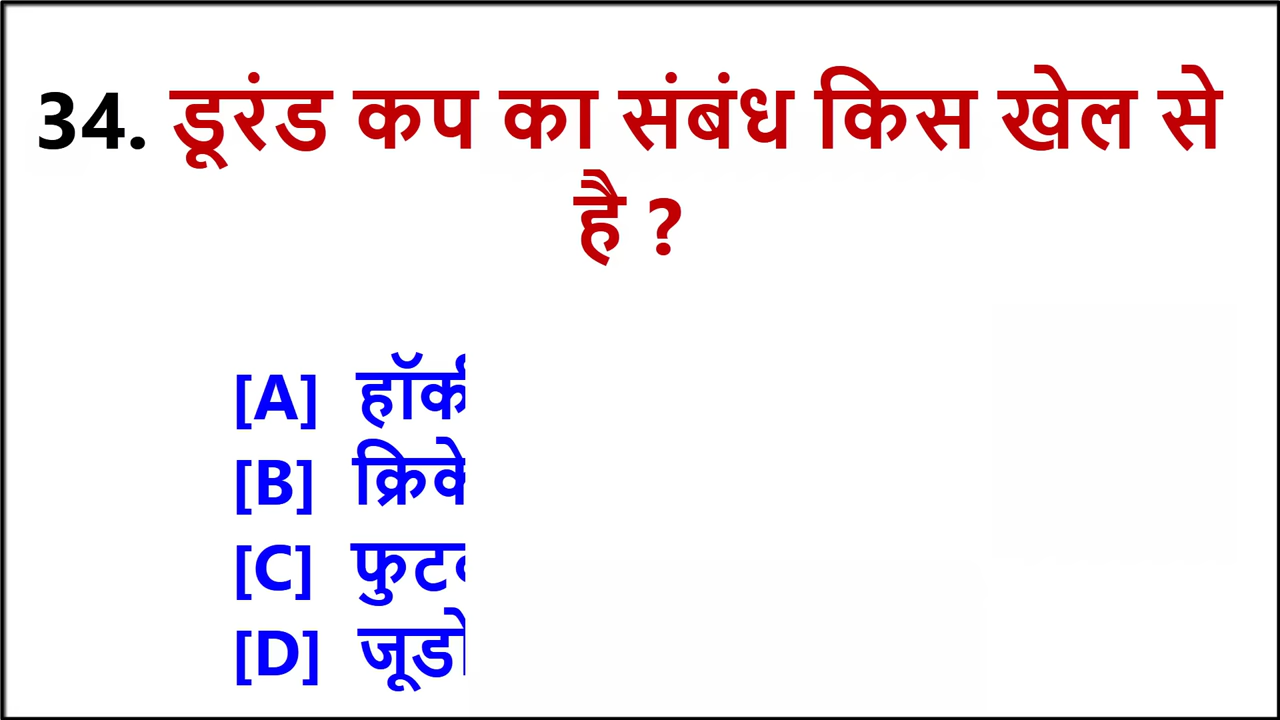 34. डूरंड कप का संबंध किस खेल से
है ?
[A] हॉकी
[B] क्रिके
[C] फुट
[D] जूडो